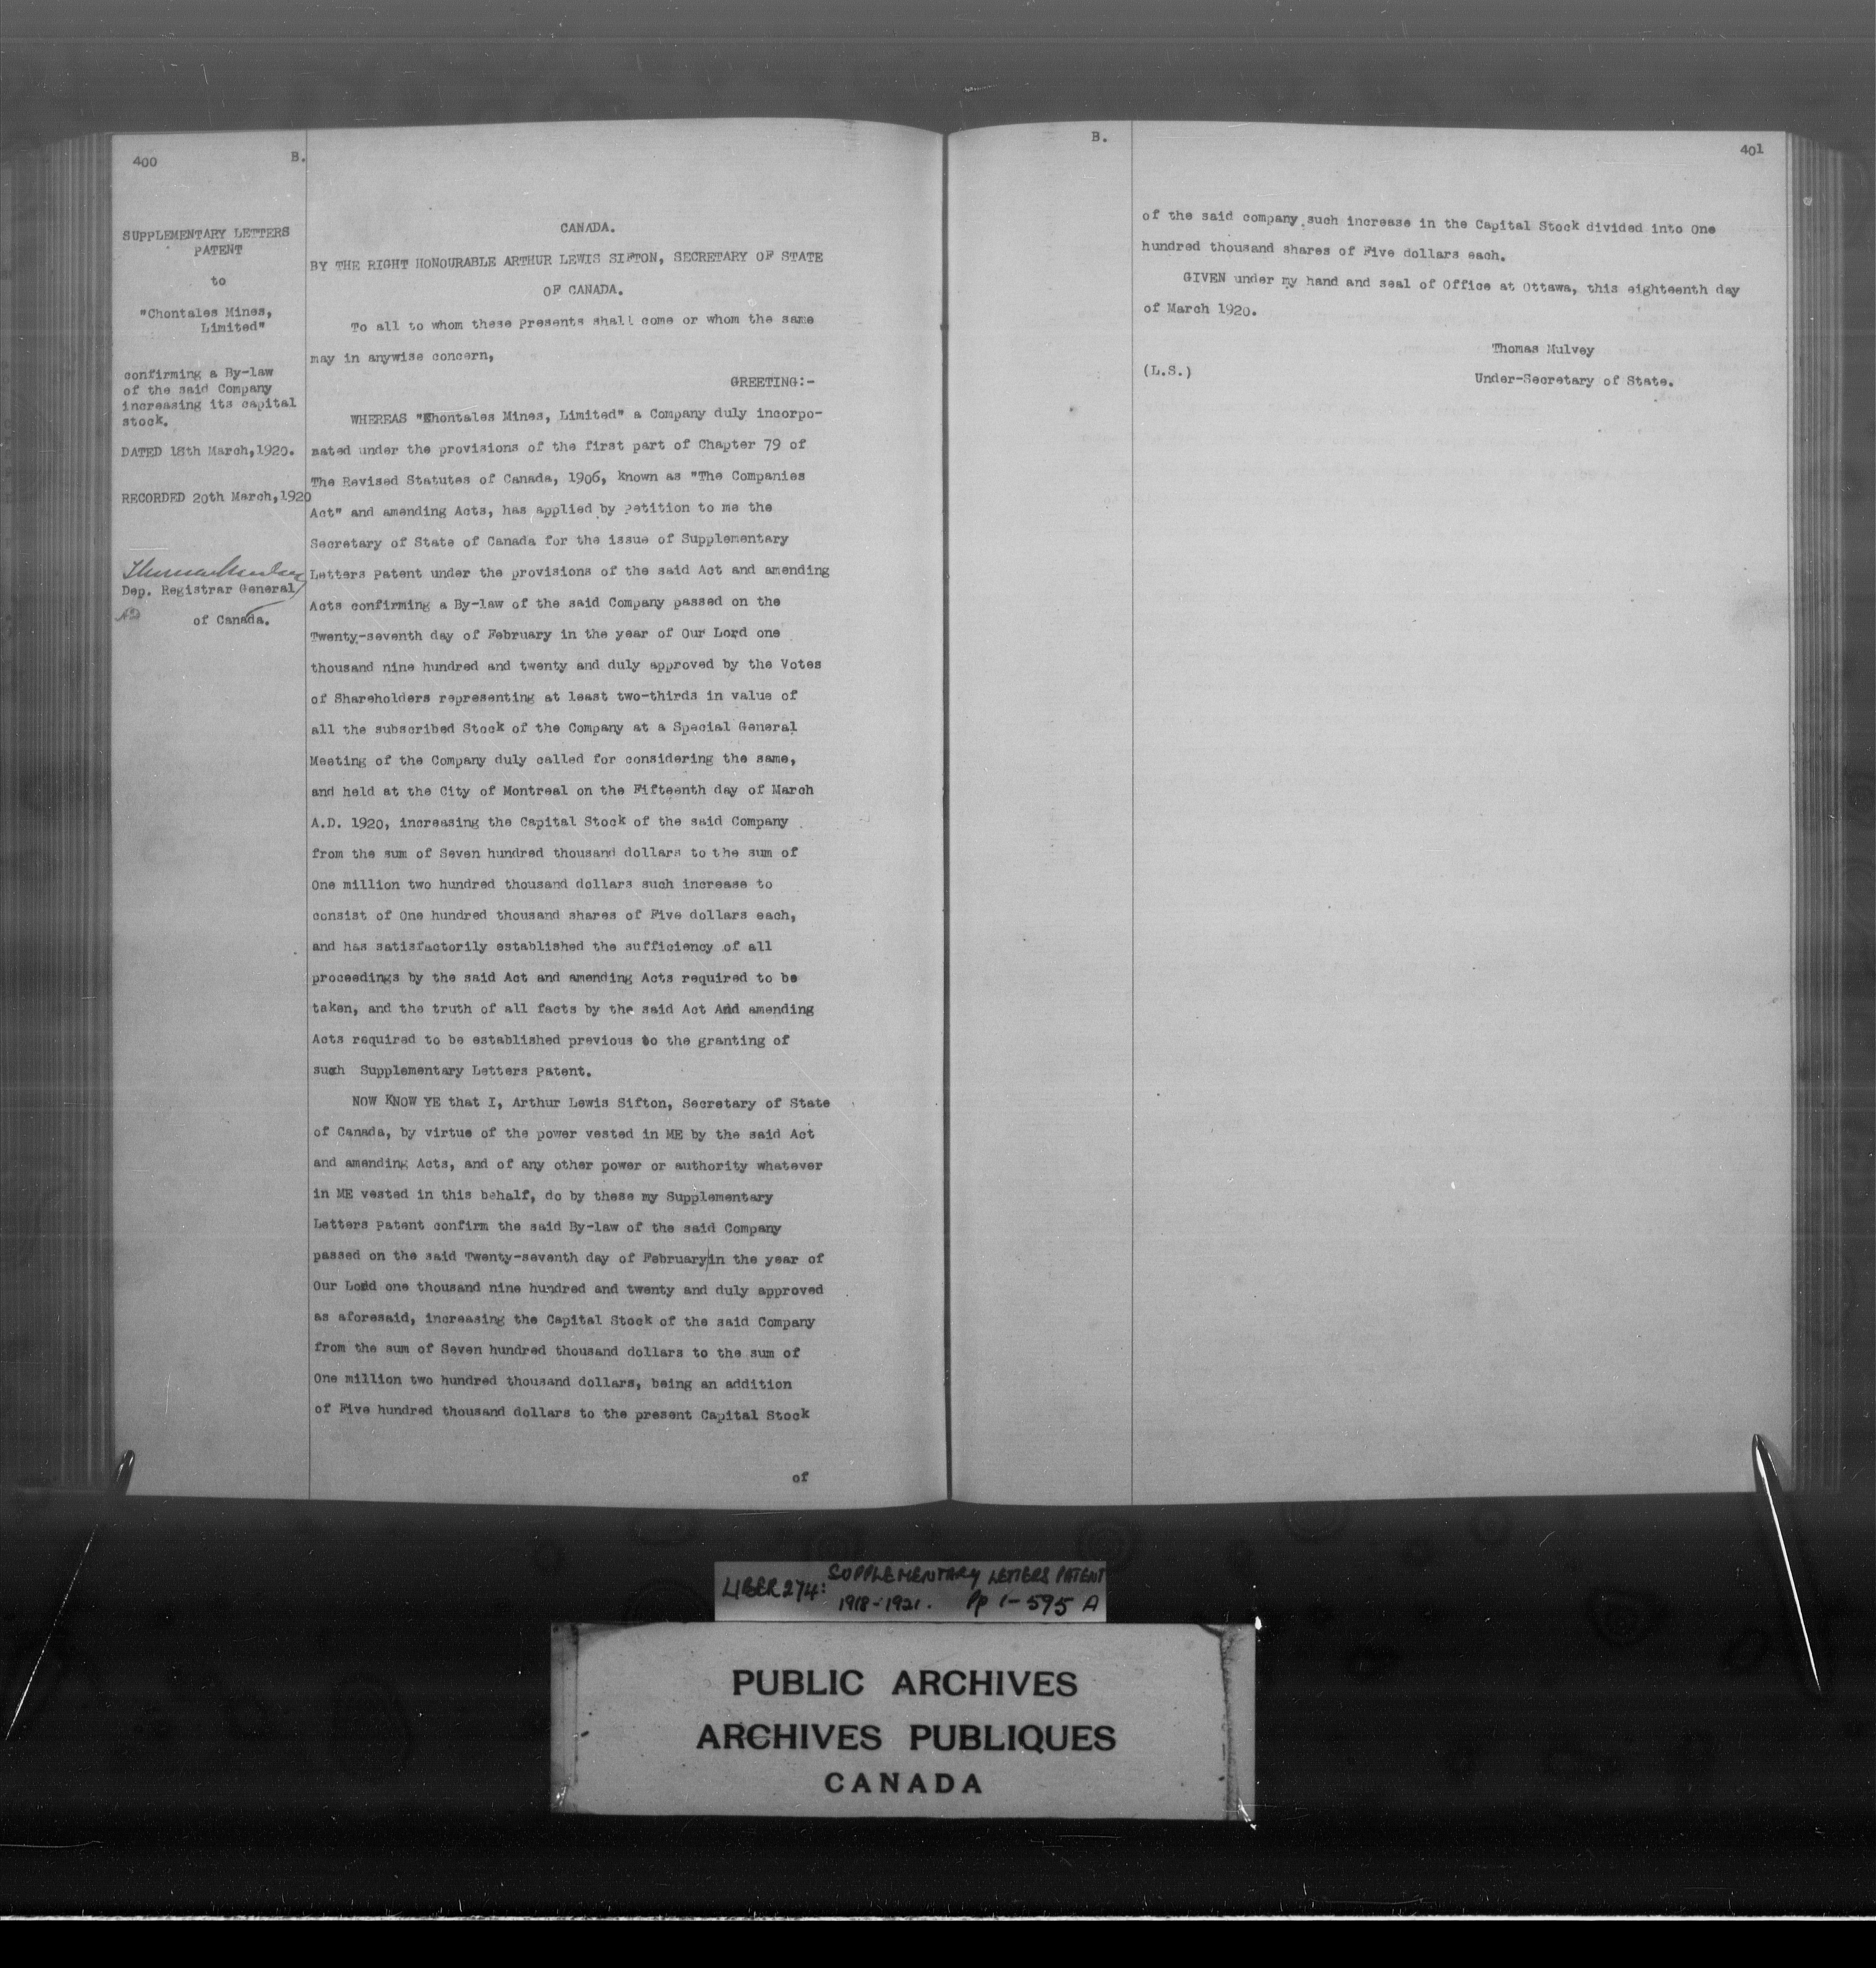 400
B.
SUPPLEMENTARY LETTERS
PATENT
to
"Chontales Mines,
Limited"
confirming a By-law
of the said Company
increasing its capital
stock.
DATED 18th March,1920.
RECORDED 20th March,1920
Dep. Registrar General
of Canada.
CANADA.
BY THE RIGHT HONOURABLE ARTHUR LEWIS SIFTON, SECRETARY OF STATE
OF CANADA.
To all to whom these Presents shall come or whom the same
may in anywise concern,
GREETING:-
WHEREAS "Chontales Mines, Limited" a Company duly incorpo-
rated under the provisions of the first part of Chapter 79 of
The Revised Statutes of Canada, 1906, known as "The Companies
Act" and amending Acts, has applied by Petition to me the
Secretary of State of Canada for the issue of Supplementary
Letters Patent under the provisions of the said Act and amending
Acts confirming a By-law of the said Company passed on the
Twenty-seventh day of February in the year of Our Lord one
thousand nine hundred and twenty and duly approved by the Votes
of Shareholders representing at least two-thirds in value of
all the subscribed Stock of the Company at a Special General
Meeting of the Company duly called for considering the same,
and held at the City of Montreal on the Fifteenth day of March
A.D. 1920, increasing the Capital Stock of the said Company
from the sum of Seven hundred thousand dollars to the sum of
One million two hundred thousand dollars such increase to
consist of One hundred thousand shares of Five dollars each,
and has satisfactorily established the sufficiency of all
proceedings by the said Act and amending Acts required to be
taken, and the truth of all facts by the said Act And amending
Acts required to be established previous to the granting of
such Supplementary Letters Patent.
NOW KNOW YE that I, Arthur Lewis Sifton, Secretary of State
of Canada, by virtue of the power vested in ME by the said Act
and amending Acts, and of any other power or authority whatever
in ME vested in this behalf, do by these my Supplementary
Letters Patent confirm the said By-law of the said Company
passed on the said Twenty-seventh day of February in the year of
Our Lord one thousand nine hundred and twenty and duly approved
as aforesaid, increasing the Capital Stock of the said Company
from the sum of Seven hundred thousand dollars to the sum of
One million two hundred thousand dollars, being an addition
of Five hundred thousand dollars to the present Capital Stock
of
B.
401
of the said company such increase in the Capital Stock divided into One
hundred thousand shares of Five dollars each.
GIVEN under my hand and seal of Office at Ottawa, this eighteenth day
of March 1920.
Thomas Mulvey
(L.S.)
Under-Secretary of State.
LIBER 274: SUPPLEMENTARY LETTERS PATENT
1918-1921. Pp 1-595 A
PUBLIC ARCHIVES
ARCHIVES PUBLIQUES
CANADA